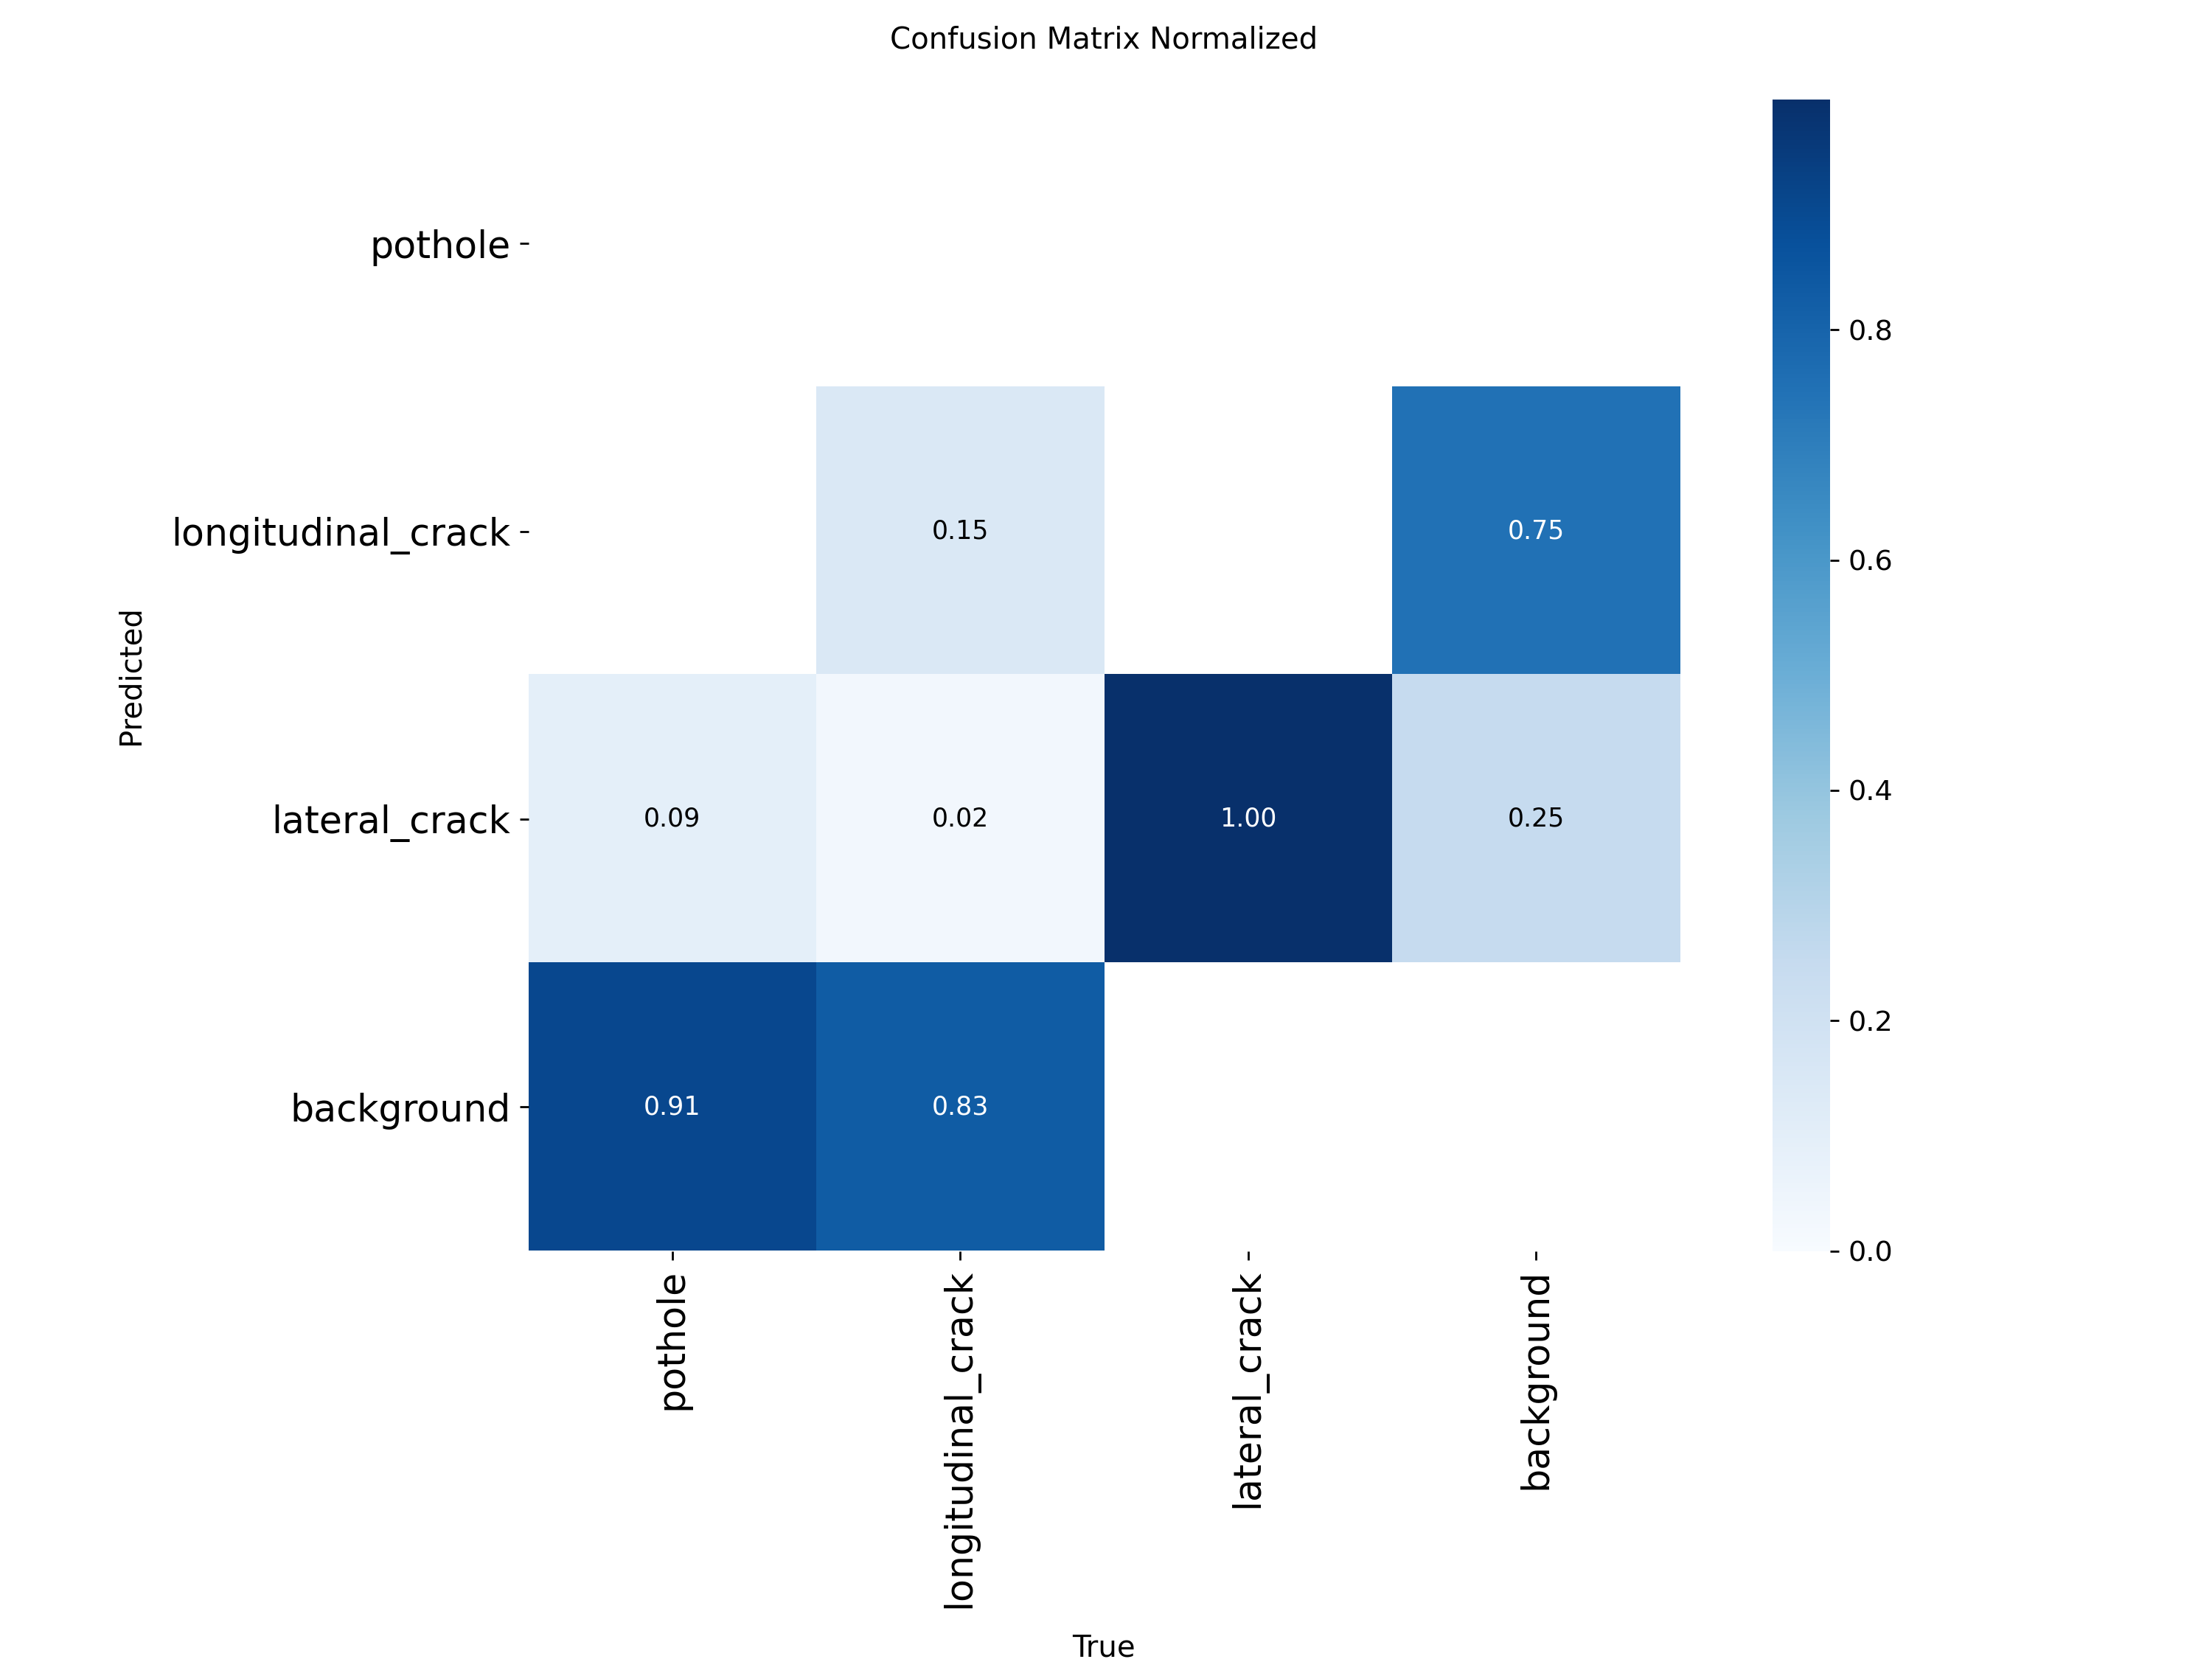 Confusion Matrix Normalized
pothole
longitudinal_crack
lateral_crack
background
Predicted
0.15
0.75
0.09
0.02
1.00
0.25
0.91
0.83
0.8
0.6
0.4
0.2
0.0
pothole
longitudinal_crack
lateral_crack
background
True